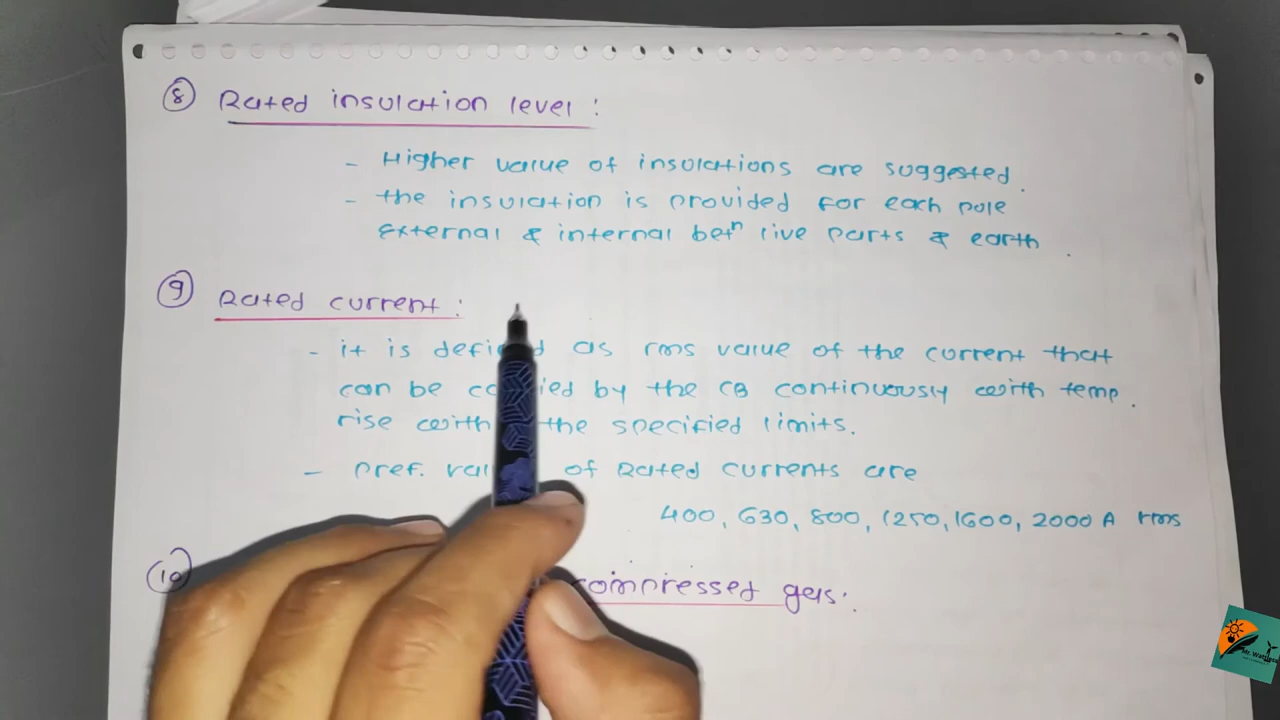 ⑧ Rated insulation level :
- Higher value of insulations are suggested.
- the insulation is provided for each pole
External & internal betⁿ live parts & earth .
⑨ Rated current :
- it is defined as rms value of the current that
can be carried by the CB continuously with temp.
rise with the specified limits.
- Pref. of Rated currents are
400, 630, 800, 1250, 1600, 2000 A rms
⑩ compressed gas.